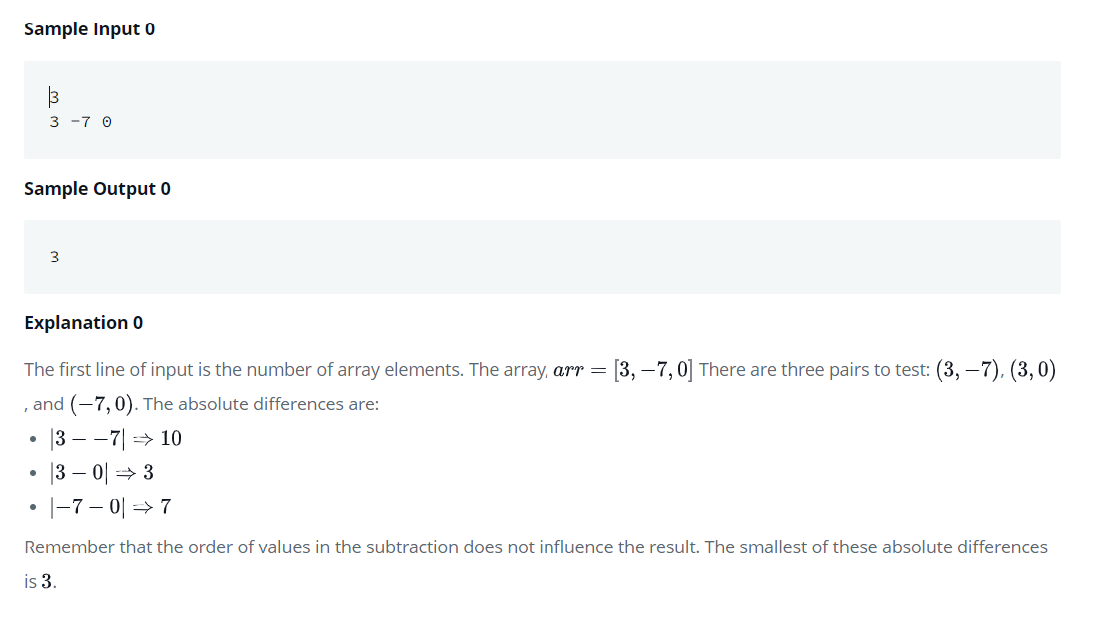 Sample Input 0
3
3 -7 0
Sample Output 0
3
Explanation 0
The first line of input is the number of array elements. The array, arr = [3, −7, 0] There are three pairs to test: (3, −7), (3, 0)
, and (−7, 0). The absolute differences are:
• |3 − −7| ⇒ 10
• |3 − 0| ⇒ 3
• |−7 − 0| ⇒ 7
Remember that the order of values in the subtraction does not influence the result. The smallest of these absolute differences
is 3.